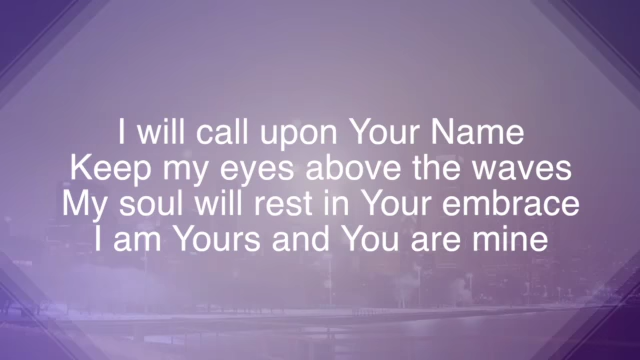 I will call upon Your Name
Keep my eyes above the waves
My soul will rest in Your embrace
I am Yours and You are mine